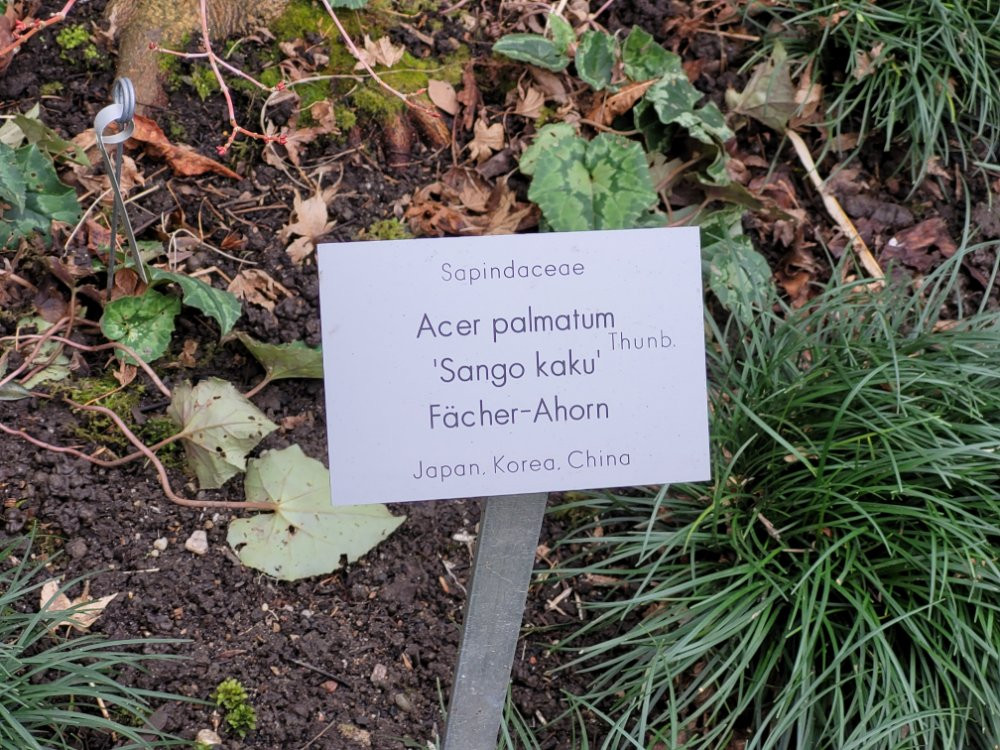 Sapindaceae
Acer palmatum
Thunb.
'Sango kaku'
Fächer-Ahorn
Japan, Korea, China